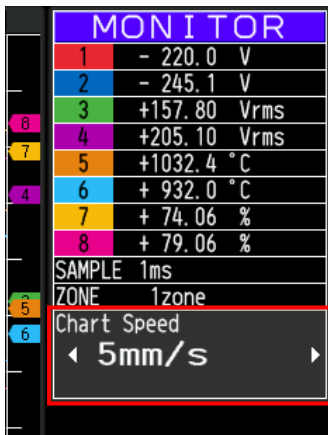 MONITOR
1 - 220.0 V
2 - 245.1 V
3 +157.80 Vrms
4 +205.10 Vrms
5 +1032.4 °C
6 + 932.0 °C
7 + 74.06 %
8 + 79.06 %
SAMPLE 1ms
ZONE 1zone
Chart Speed
5mm/s
8
7
4
3
5
6